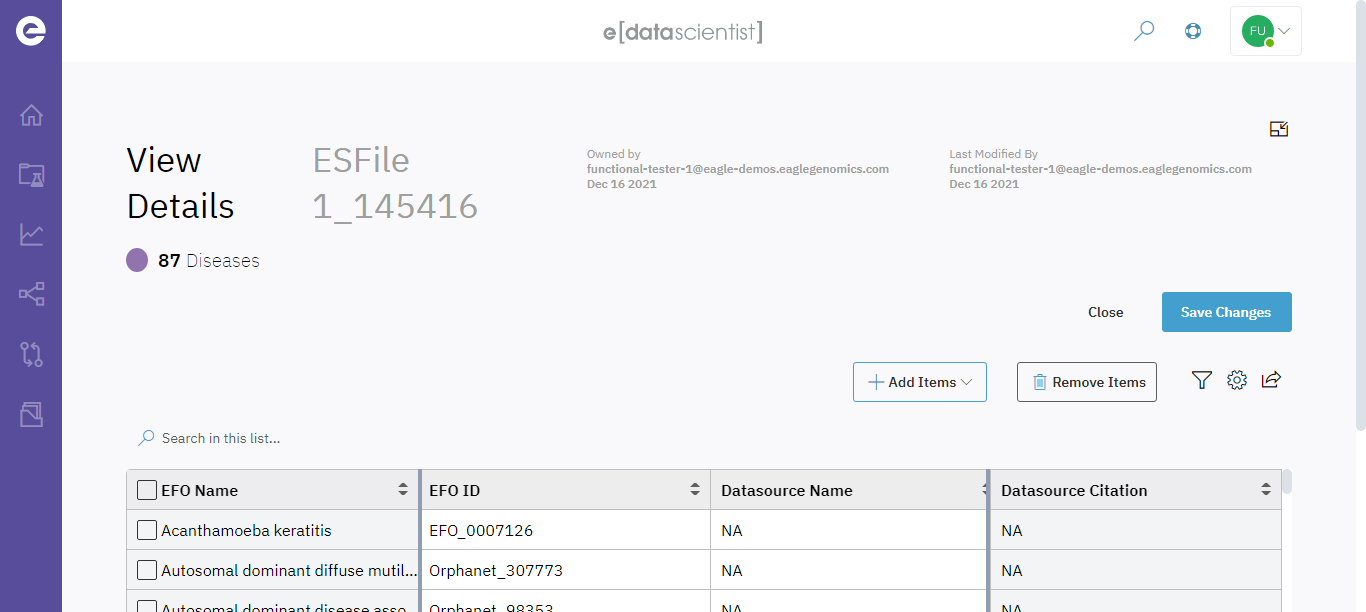 e
e[datascientist]
FU
View
Details
ESFile
1_145416
Owned by
functional-tester-1@eagle-demos.eaglegenomics.com
Dec 16 2021
Last Modified By
functional-tester-1@eagle-demos.eaglegenomics.com
Dec 16 2021
87 Diseases
Close
Save Changes
Add Items
Remove Items
Search in this list...
EFO Name EFO ID Datasource Name Datasource Citation
Acanthamoeba keratitis EFO_0007126 NA NA
Autosomal dominant diffuse mutil... Orphanet_307773 NA NA
Autosomal dominant disease asso... Orphanet_98353 NA NA